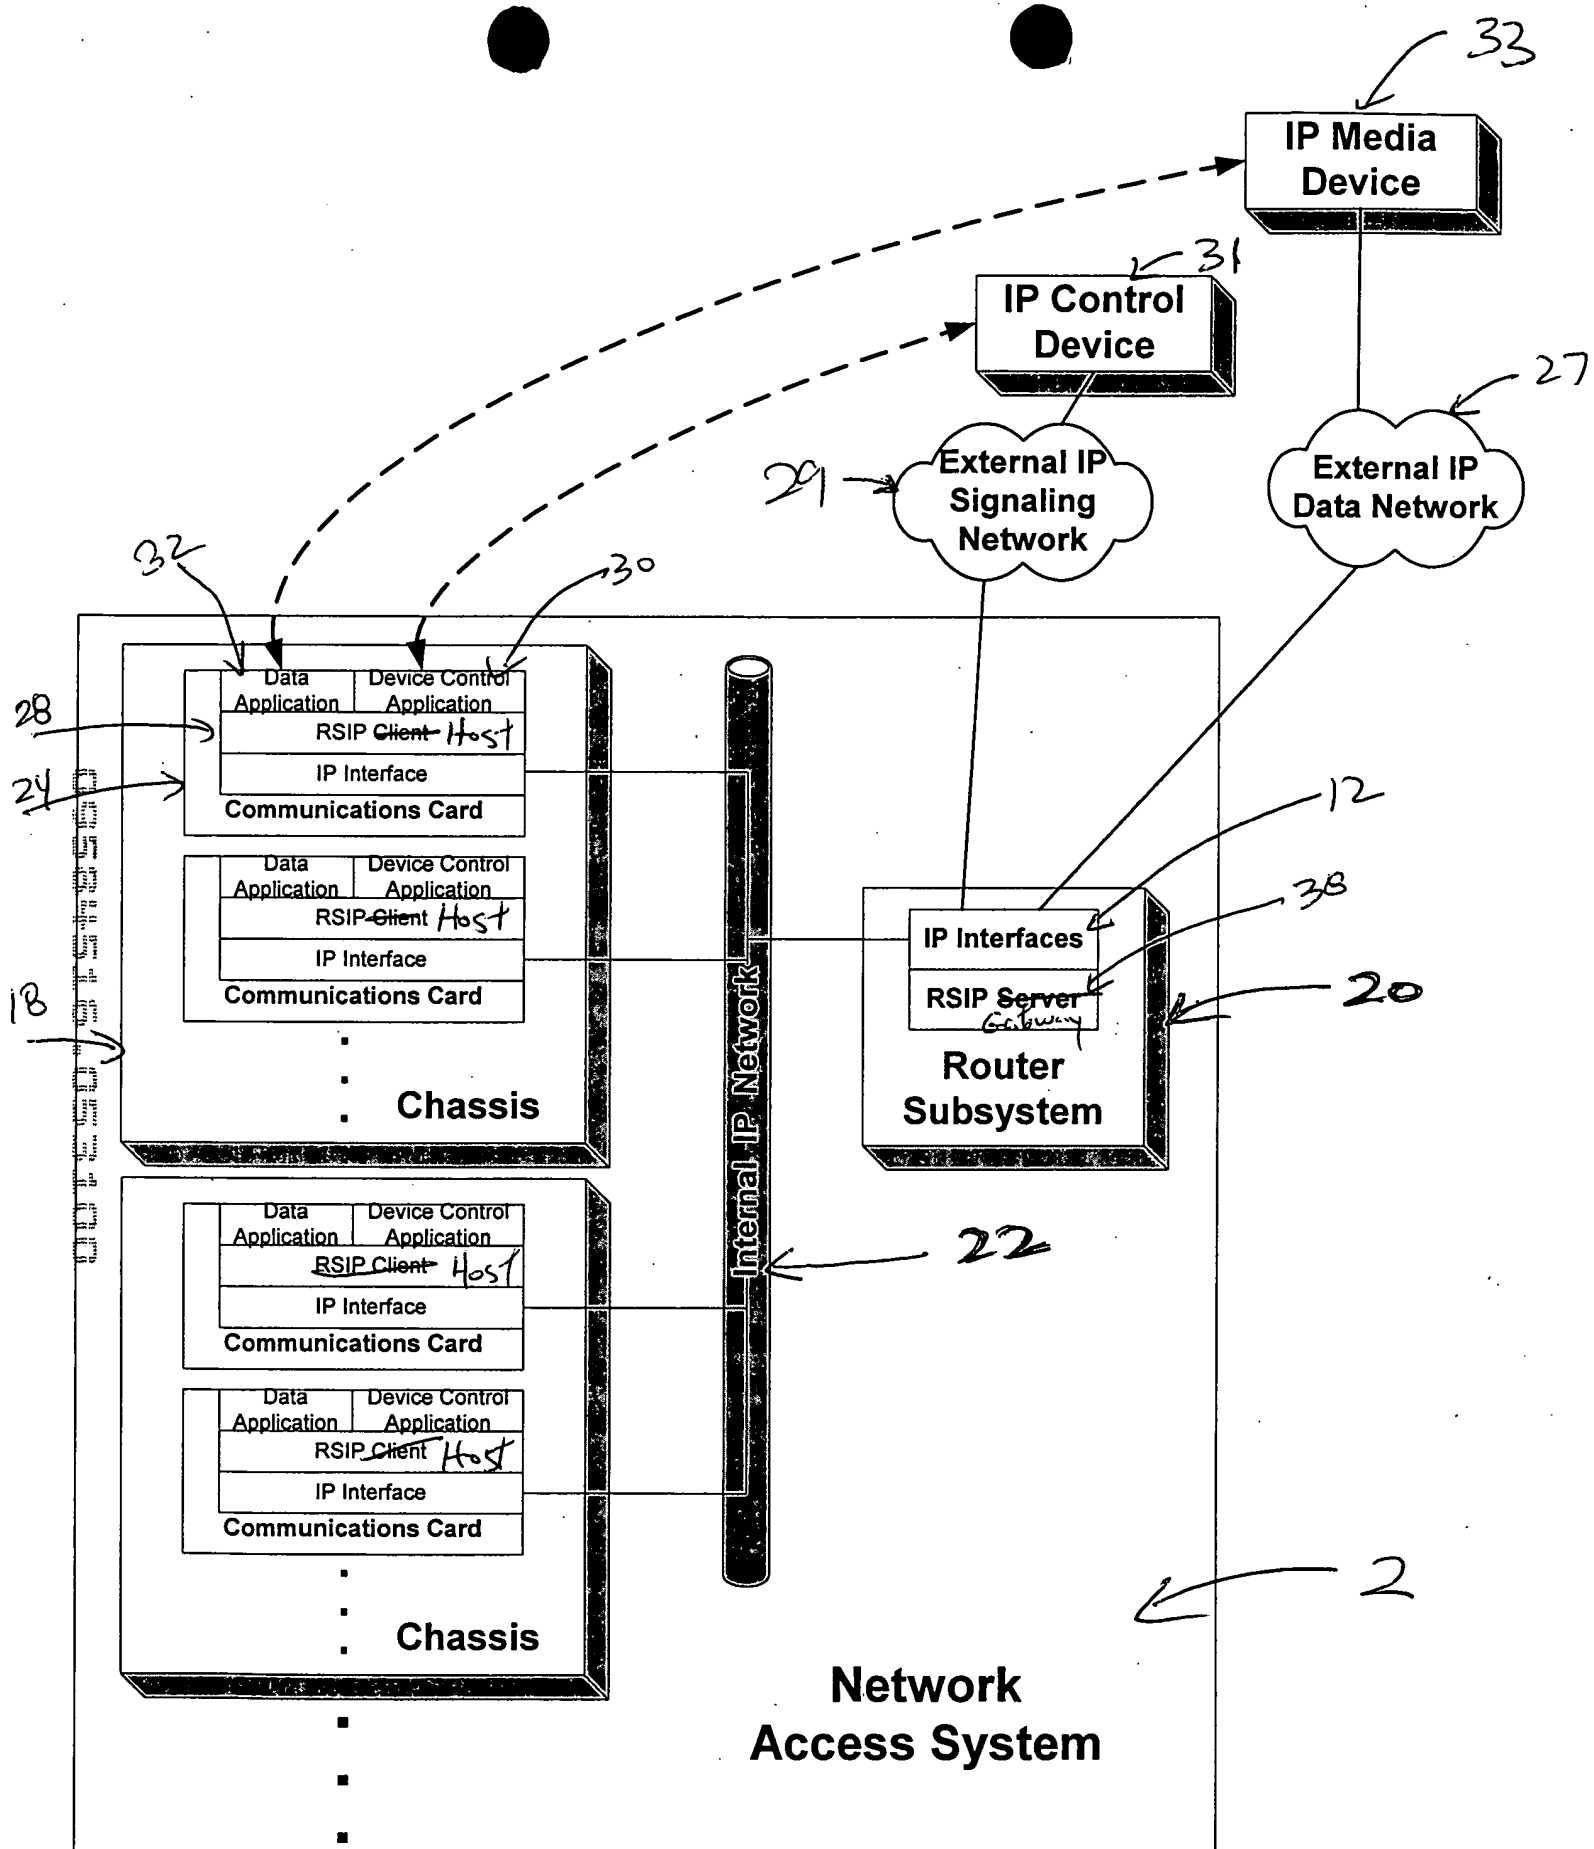 33
IP Media
Device
31
IP Control
Device
27
29
External IP
Signaling
Network
External IP
Data Network
32
30
Data
Application
Device Control
Application
28
RSIP Client Host
24
IP Interface
Communications Card
12
Data
Application
Device Control
Application
38
RSIP Client Host
IP Interfaces
IP Interface
Communications Card
18
RSIP Server
Gateway
20
Router
Subsystem
Chassis
Internal IP Network
Data
Application
Device Control
Application
22
RSIP Client Host
IP Interface
Communications Card
Data
Application
Device Control
Application
RSIP Client Host
IP Interface
Communications Card
2
Chassis
Network
Access System